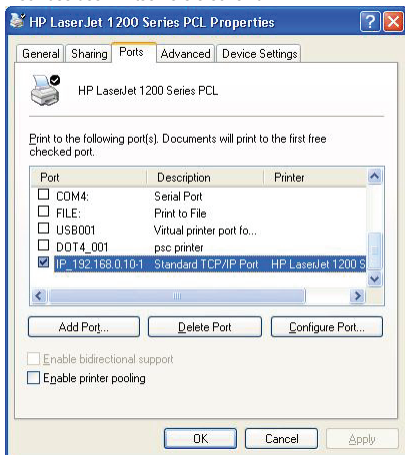 HP LaserJet 1200 Series PCL Properties
General Sharing Ports Advanced Device Settings
HP LaserJet 1200 Series PCL
Print to the following port(s). Documents will print to the first free
checked port.
Port Description Printer
COM4: Serial Port
FILE: Print to File
USB001 Virtual printer port fo...
DOT4_001 psc printer
IP_192.168.0.10-1 Standard TCP/IP Port HP LaserJet 1200 S
Add Port... Delete Port Configure Port...
Enable bidirectional support
Enable printer pooling
OK Cancel Apply